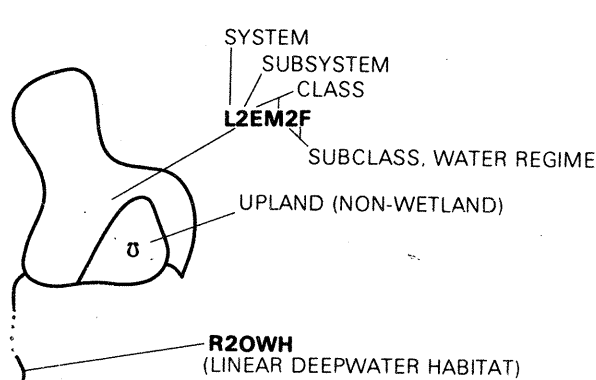 SYSTEM
SUBSYSTEM
CLASS
L2EM2F
SUBCLASS, WATER REGIME
UPLAND (NON-WETLAND)
U
R2OWH
(LINEAR DEEPWATER HABITAT)